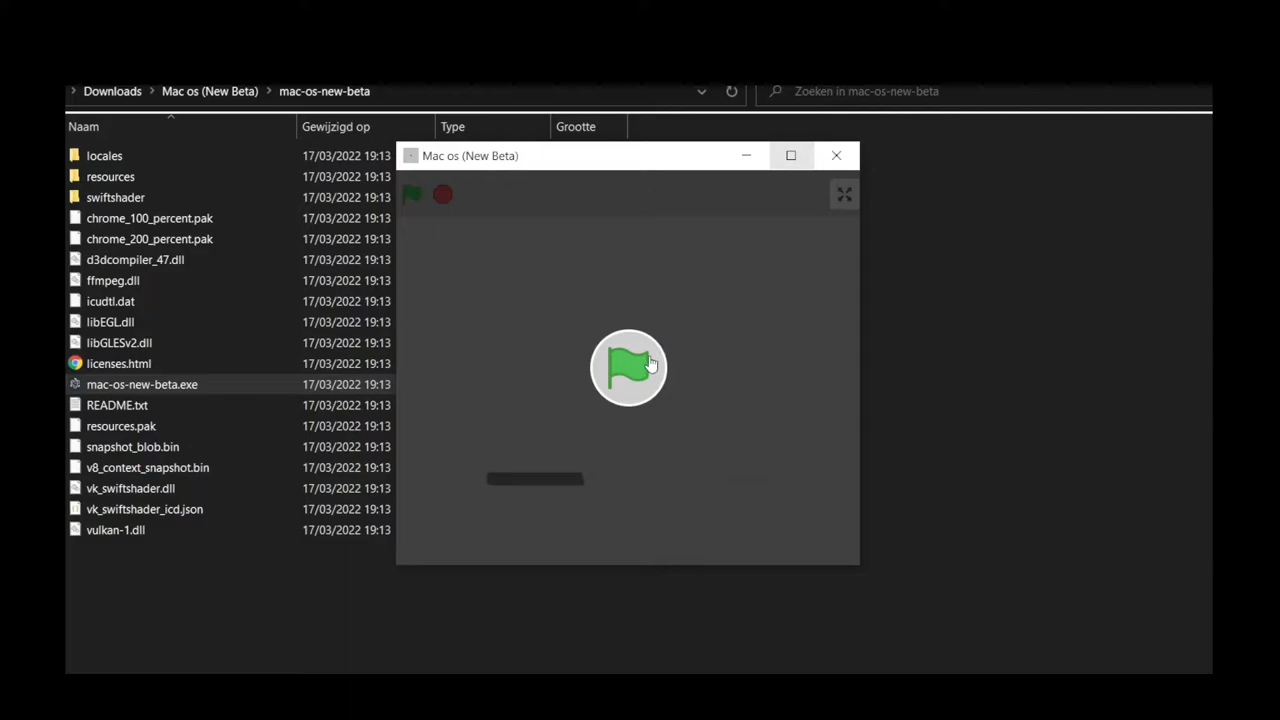 Downloads > Mac os (New Beta) > mac-os-new-beta
Zoeken in mac-os-new-beta
Naam Gewijzigd op Type Grootte
Mac os (New Beta)
locales 17/03/2022 19:13
resources 17/03/2022 19:13
swiftshader 17/03/2022 19:13
chrome_100_percent.pak 17/03/2022 19:13
chrome_200_percent.pak 17/03/2022 19:13
d3dcompiler_47.dll 17/03/2022 19:13
ffmpeg.dll 17/03/2022 19:13
icudtl.dat 17/03/2022 19:13
libEGL.dll 17/03/2022 19:13
libGLESv2.dll 17/03/2022 19:13
licenses.html 17/03/2022 19:13
mac-os-new-beta.exe 17/03/2022 19:13
README.txt 17/03/2022 19:13
resources.pak 17/03/2022 19:13
snapshot_blob.bin 17/03/2022 19:13
v8_context_snapshot.bin 17/03/2022 19:13
vk_swiftshader.dll 17/03/2022 19:13
vk_swiftshader_icd.json 17/03/2022 19:13
vulkan-1.dll 17/03/2022 19:13